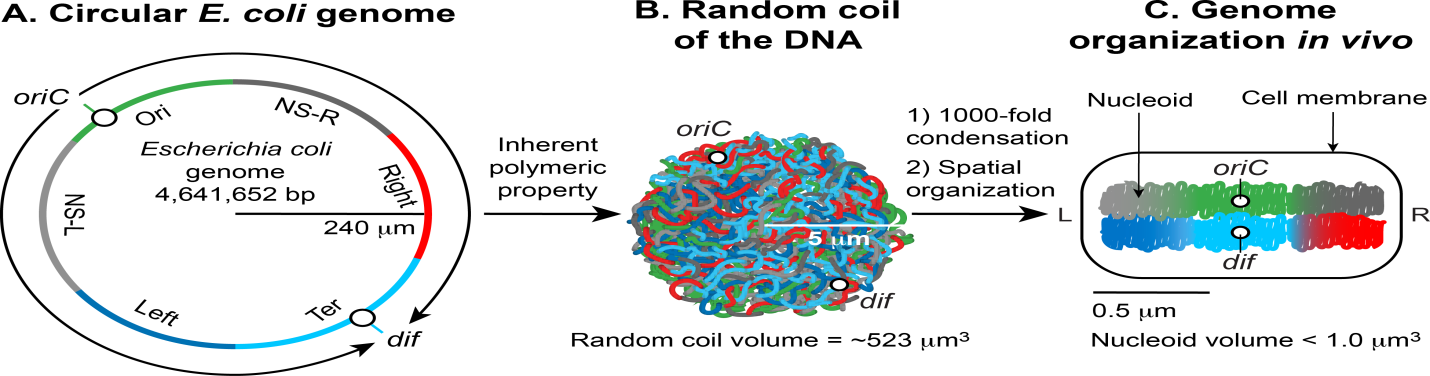 A. Circular E. coli genome
oriC
Ori
NS-R
Escherichia coli
genome
4,641,652 bp
Right
NS-L
240 μm
Left
Ter
dif
Inherent
polymeric
property
B. Random coil
of the DNA
oriC
5 μm
dif
Random coil volume = ~523 μm³
1) 1000-fold
condensation
2) Spatial
organization
C. Genome
organization in vivo
Nucleoid
Cell membrane
oriC
L
R
dif
0.5 μm
Nucleoid volume < 1.0 μm³